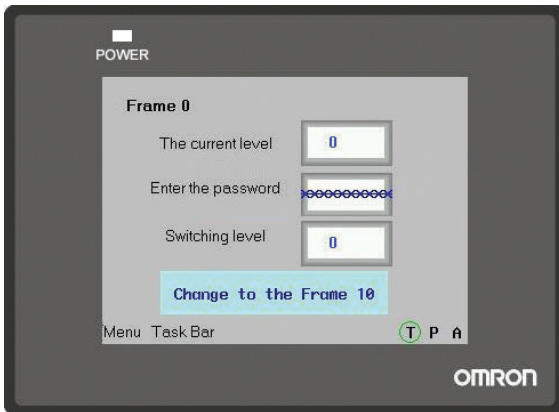 POWER
Frame 0
The current level 0
Enter the password
Switching level 0
Change to the Frame 10
Menu Task Bar T P A
OMRON